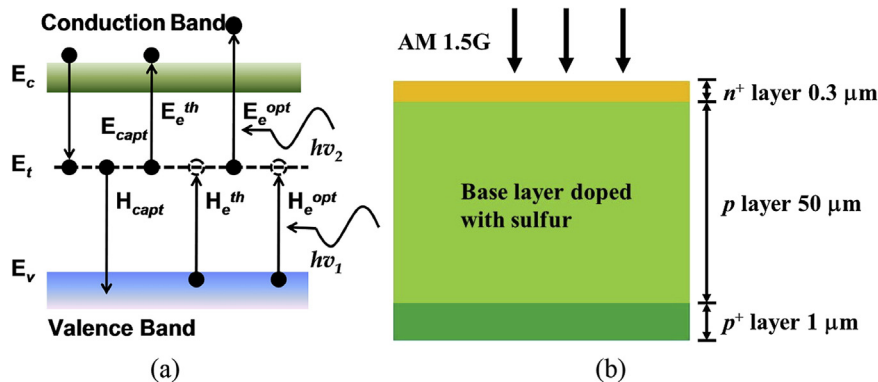 Conduction Band
E_c
E_capt
E_e^th
E_e^opt
hν_2
E_t
H_capt
H_e^th
H_e^opt
hν_1
E_v
Valence Band
(a)
AM 1.5G
n^+ layer 0.3 μm
Base layer doped
with sulfur
p layer 50 μm
p^+ layer 1 μm
(b)